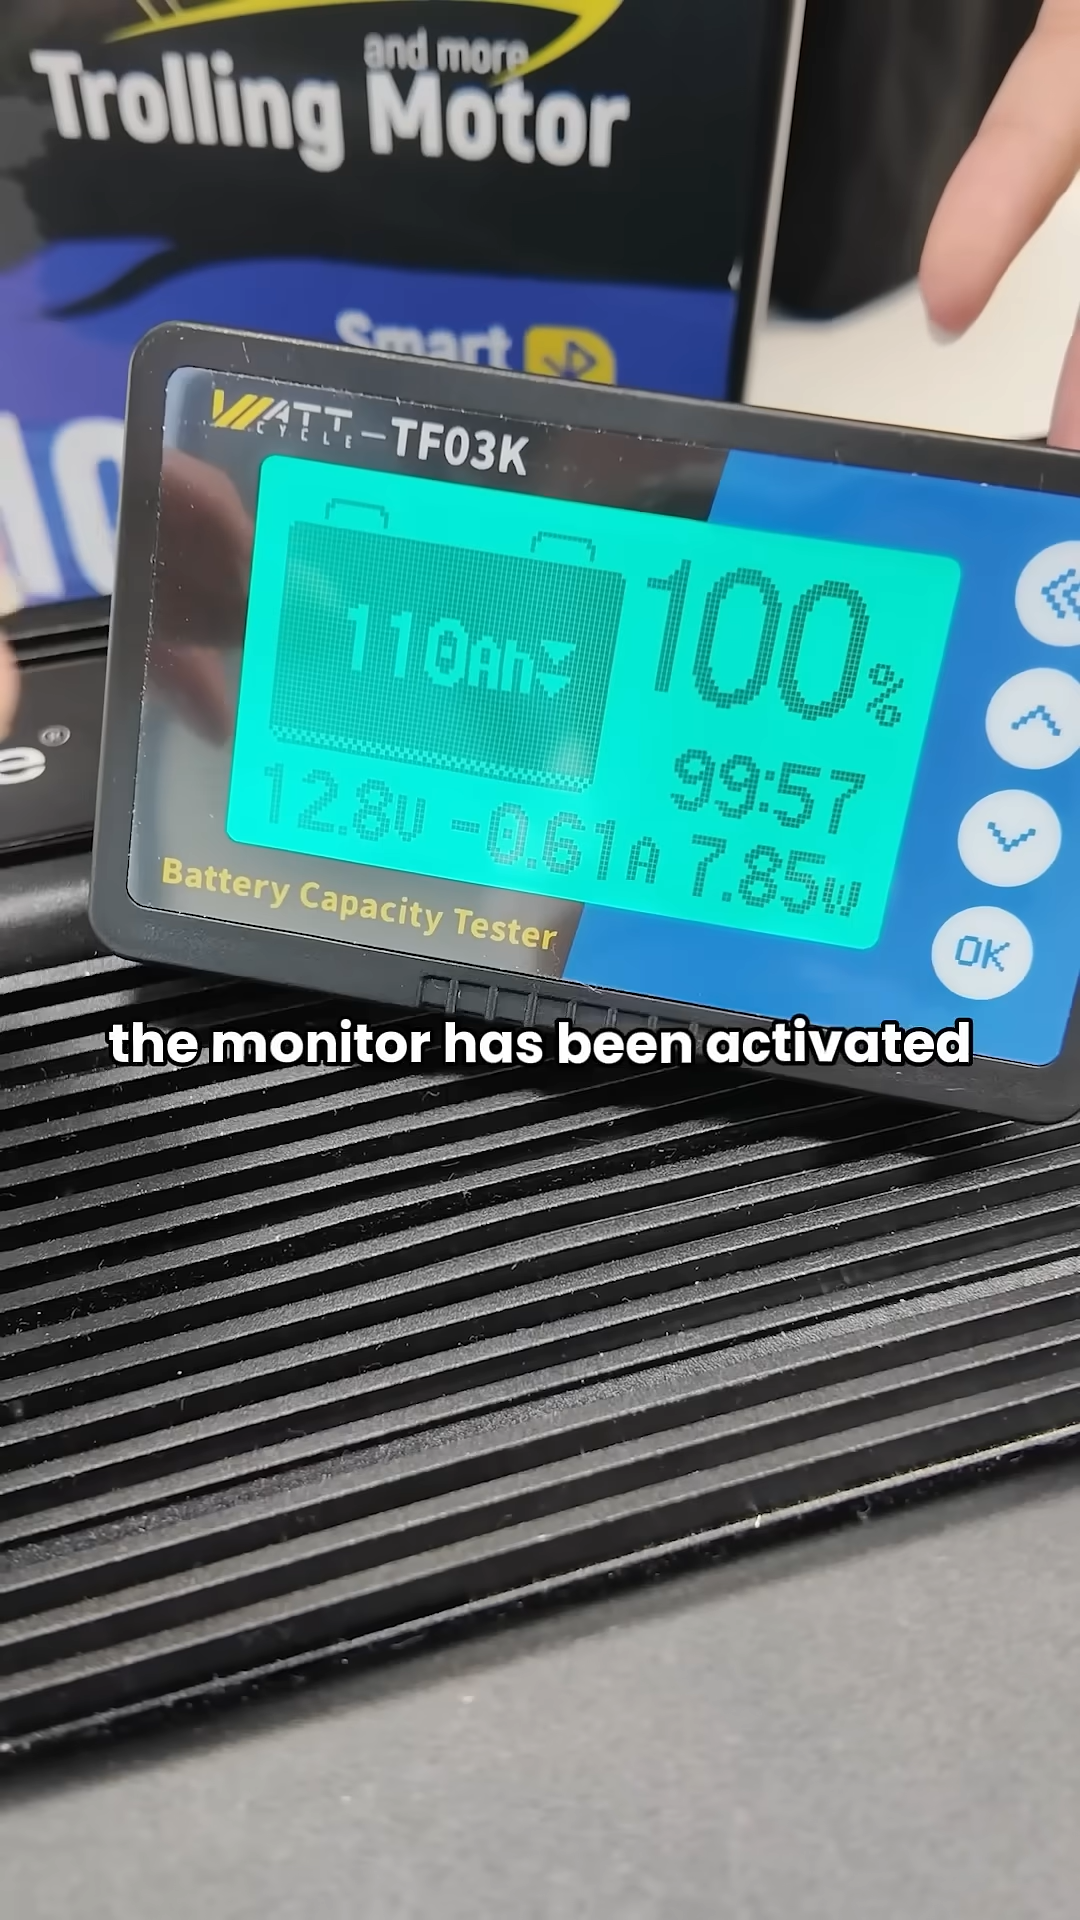 and more
Trolling Motor
Smart
WATT
CYCLE
-TF03K
110Ah
100%
99:57
12.8V -0.61A 7.85W
Battery Capacity Tester
OK
e®
the monitor has been activated